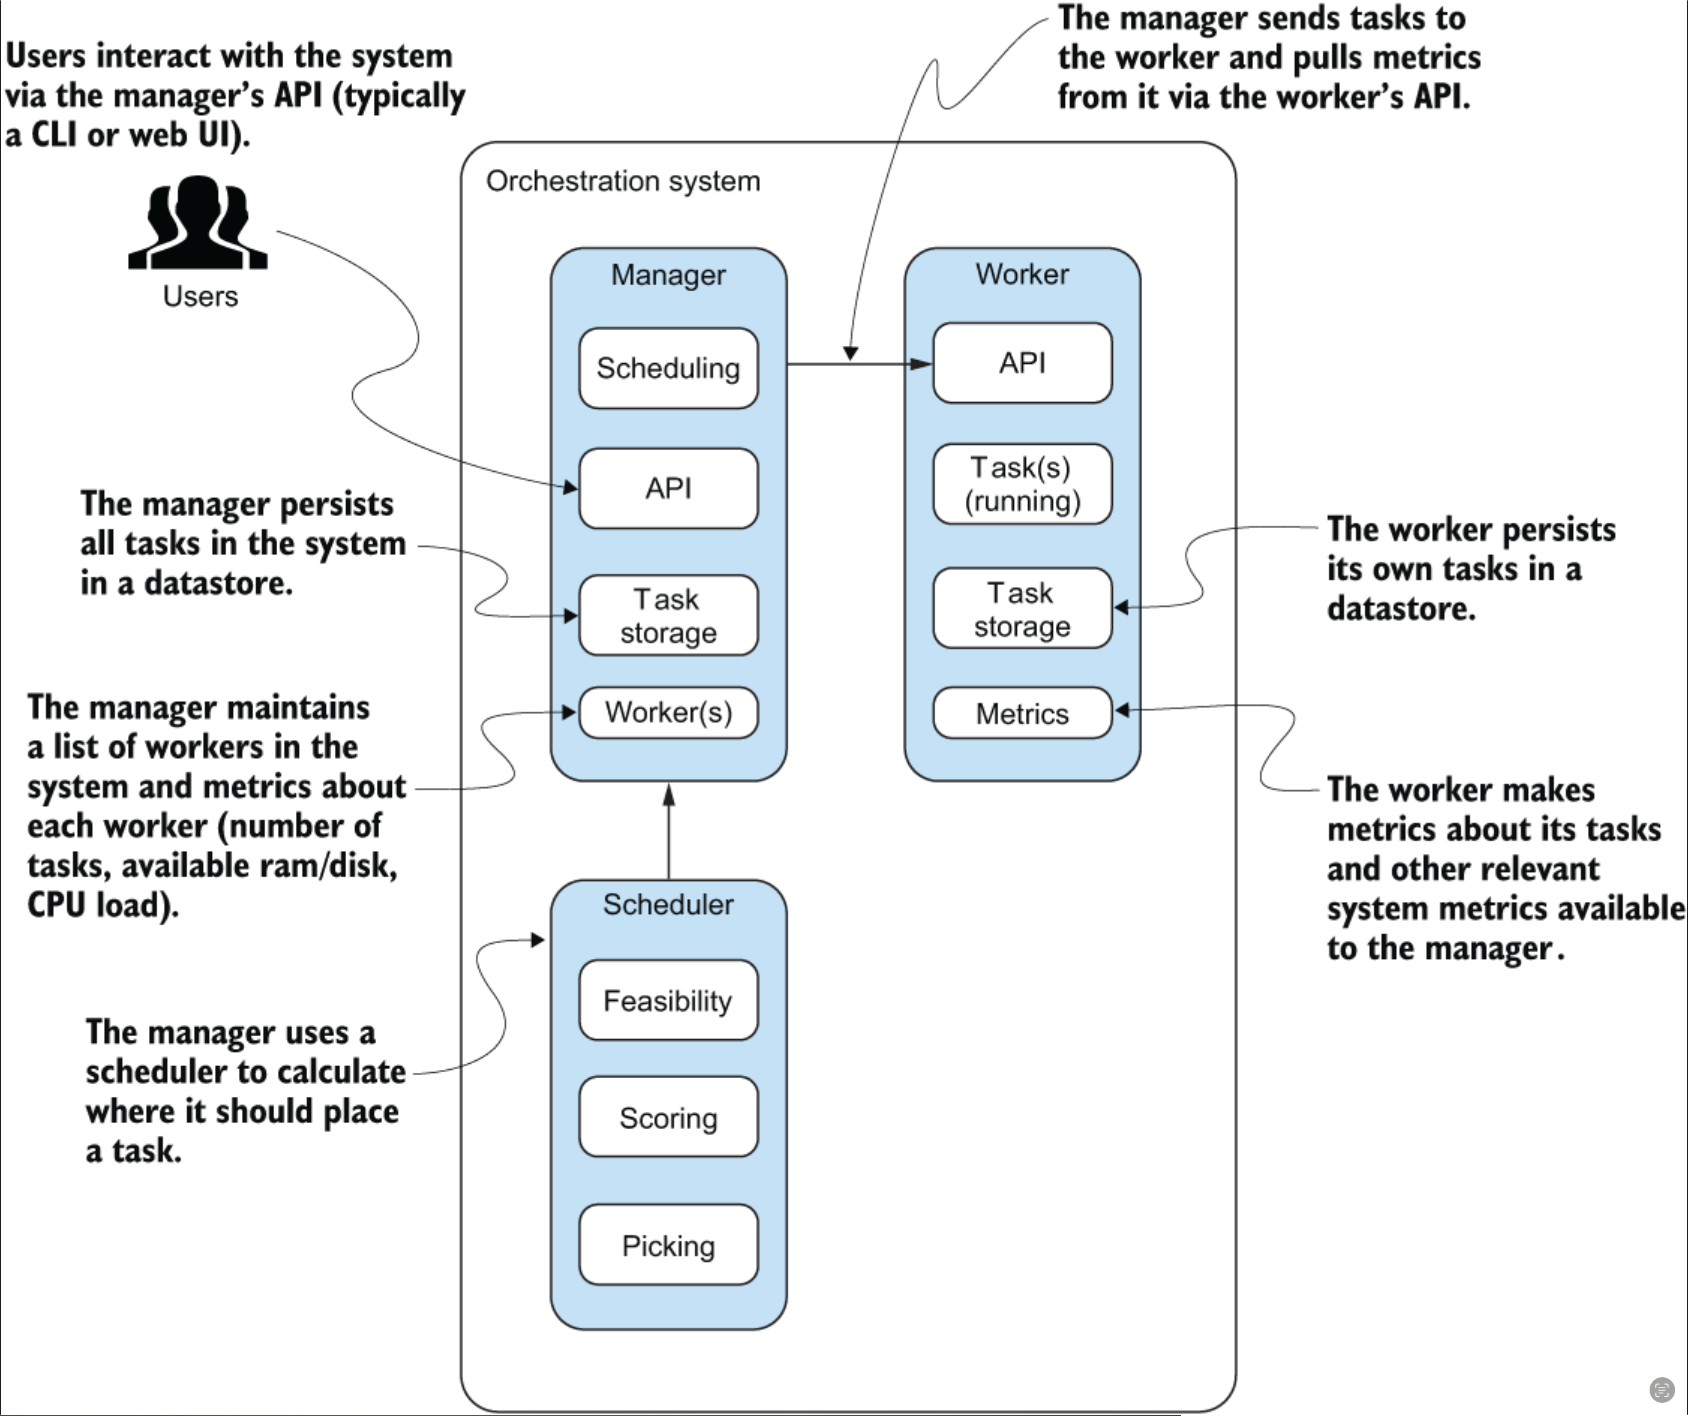 Users interact with the system
via the manager’s API (typically
a CLI or web UI).
The manager sends tasks to
the worker and pulls metrics
from it via the worker’s API.
Users
Orchestration system
Manager
Scheduling
API
Task
storage
Worker(s)
Worker
API
Task(s)
(running)
Task
storage
Metrics
The manager persists
all tasks in the system
in a datastore.
The worker persists
its own tasks in a
datastore.
The manager maintains
a list of workers in the
system and metrics about
each worker (number of
tasks, available ram/disk,
CPU load).
The worker makes
metrics about its tasks
and other relevant
system metrics available
to the manager.
Scheduler
Feasibility
Scoring
Picking
The manager uses a
scheduler to calculate
where it should place
a task.